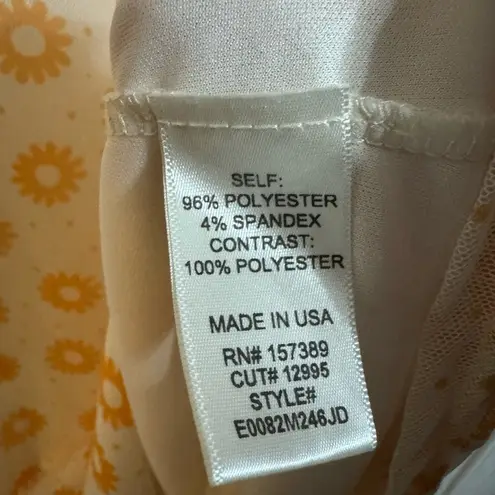 SELF:
96% POLYESTER
4% SPANDEX
CONTRAST:
100% POLYESTER
MADE IN USA
RN# 157389
CUT# 12995
STYLE#
E0082M246JD